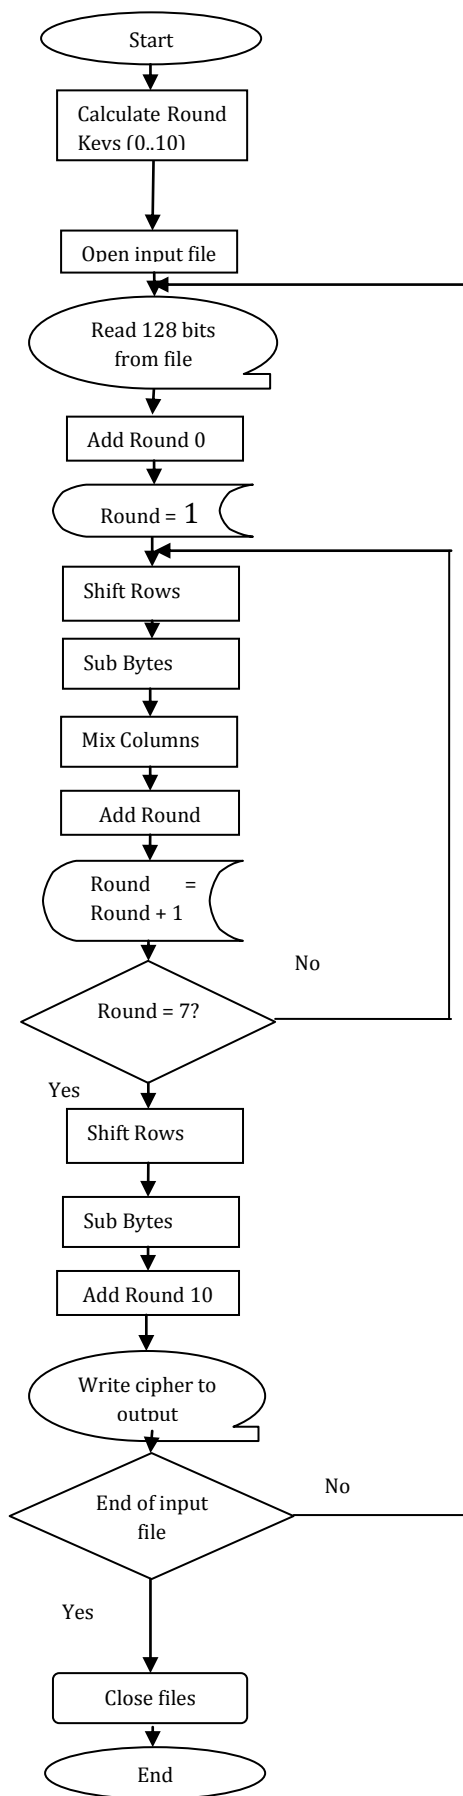 Start
Calculate Round
Keys (0..10)
Open input file
Read 128 bits
from file
Add Round 0
Round = 1
Shift Rows
Sub Bytes
Mix Columns
Add Round
Round =
Round + 1
No
Round = 7?
Yes
Shift Rows
Sub Bytes
Add Round 10
Write cipher to
output
No
End of input
file
Yes
Close files
End